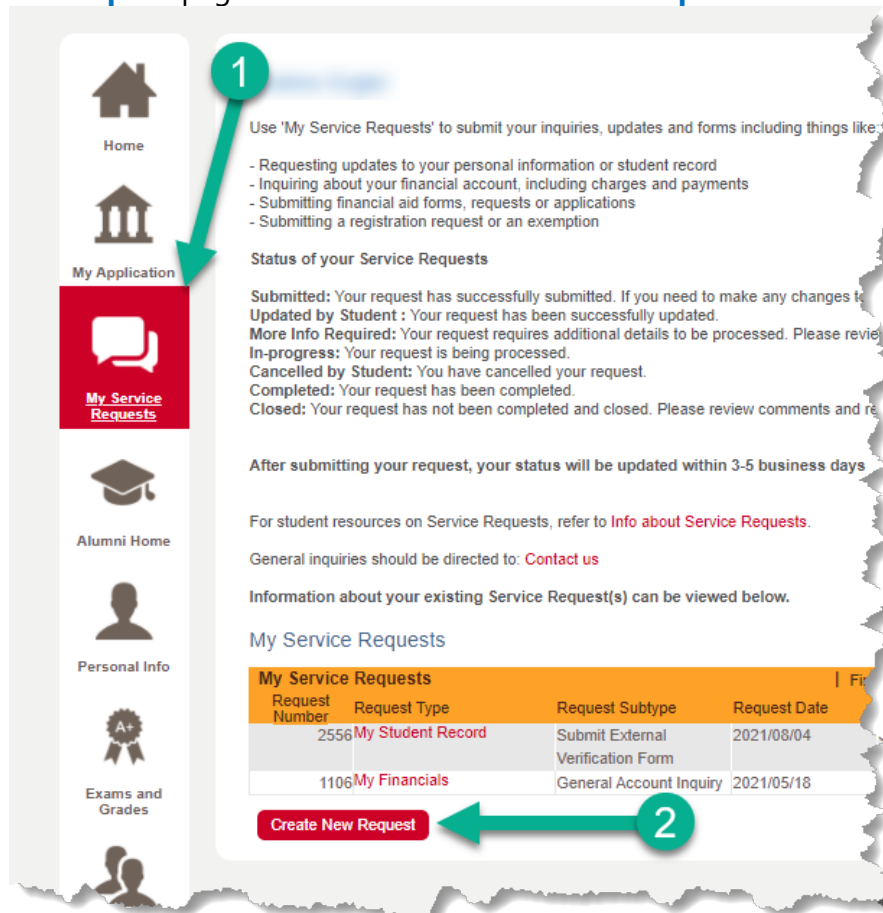 1
Home
My Application
My Service
Requests
Alumni Home
Personal Info
A+
Exams and
Grades
Use 'My Service Requests' to submit your inquiries, updates and forms including things like:
- Requesting updates to your personal information or student record
- Inquiring about your financial account, including charges and payments
- Submitting financial aid forms, requests or applications
- Submitting a registration request or an exemption
Status of your Service Requests
Submitted: Your request has successfully submitted. If you need to make any changes
Updated by Student : Your request has been successfully updated.
More Info Required: Your request requires additional details to be processed. Please
In-progress: Your request is being processed.
Cancelled by Student: You have cancelled your request.
Completed: Your request has been completed.
Closed: Your request has not been completed and closed. Please review comments and
After submitting your request, your status will be updated within 3-5 business days
For student resources on Service Requests, refer to Info about Service Requests.
General inquiries should be directed to: Contact us
Information about your existing Service Request(s) can be viewed below.
My Service Requests
My Service Requests |
Request Number Request Type Request Subtype Request Date
2556 My Student Record Submit External Verification Form 2021/08/04
1106 My Financials General Account Inquiry 2021/05/18
Create New Request 2